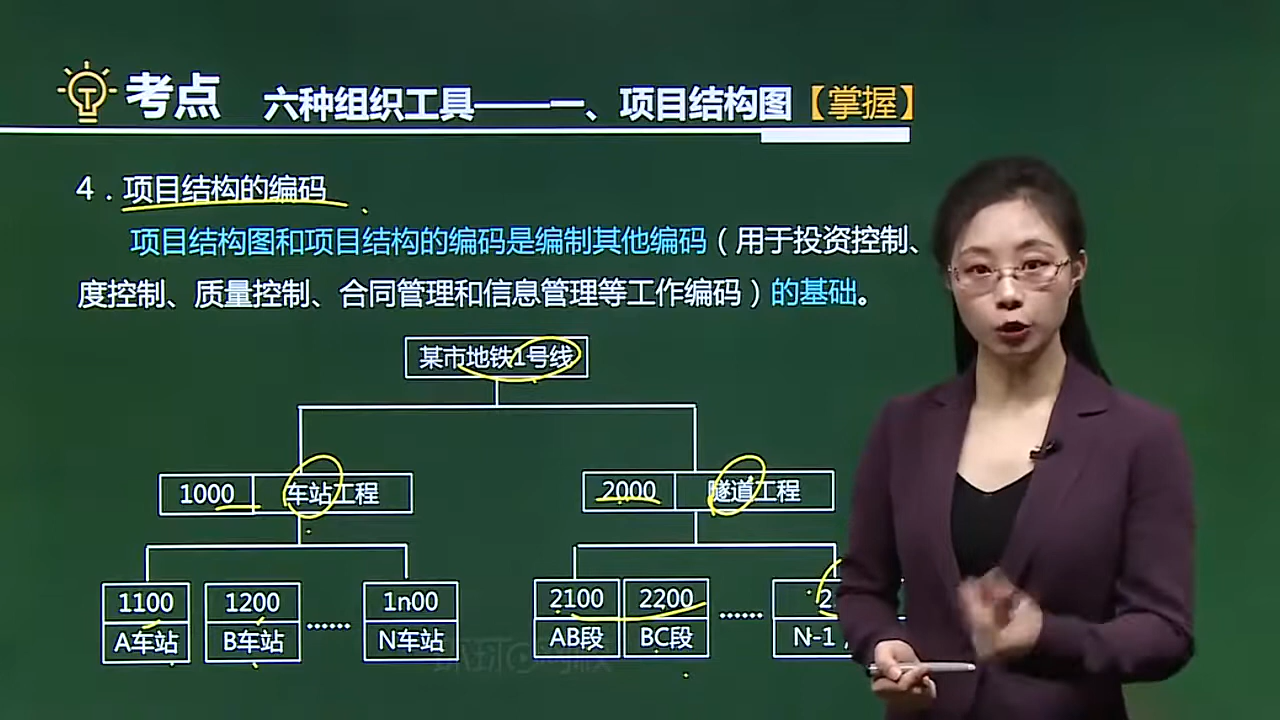 考点 六种组织工具——一、项目结构图【掌握】
4．项目结构的编码
项目结构图和项目结构的编码是编制其他编码（用于投资控制、
度控制、质量控制、合同管理和信息管理等工作编码）的基础。
某市地铁1号线
1000 车站工程 2000 隧道工程
1100 1200 1n00 2100 2200 2
A车站 B车站 …… N车站 AB段 BC段 …… N-1